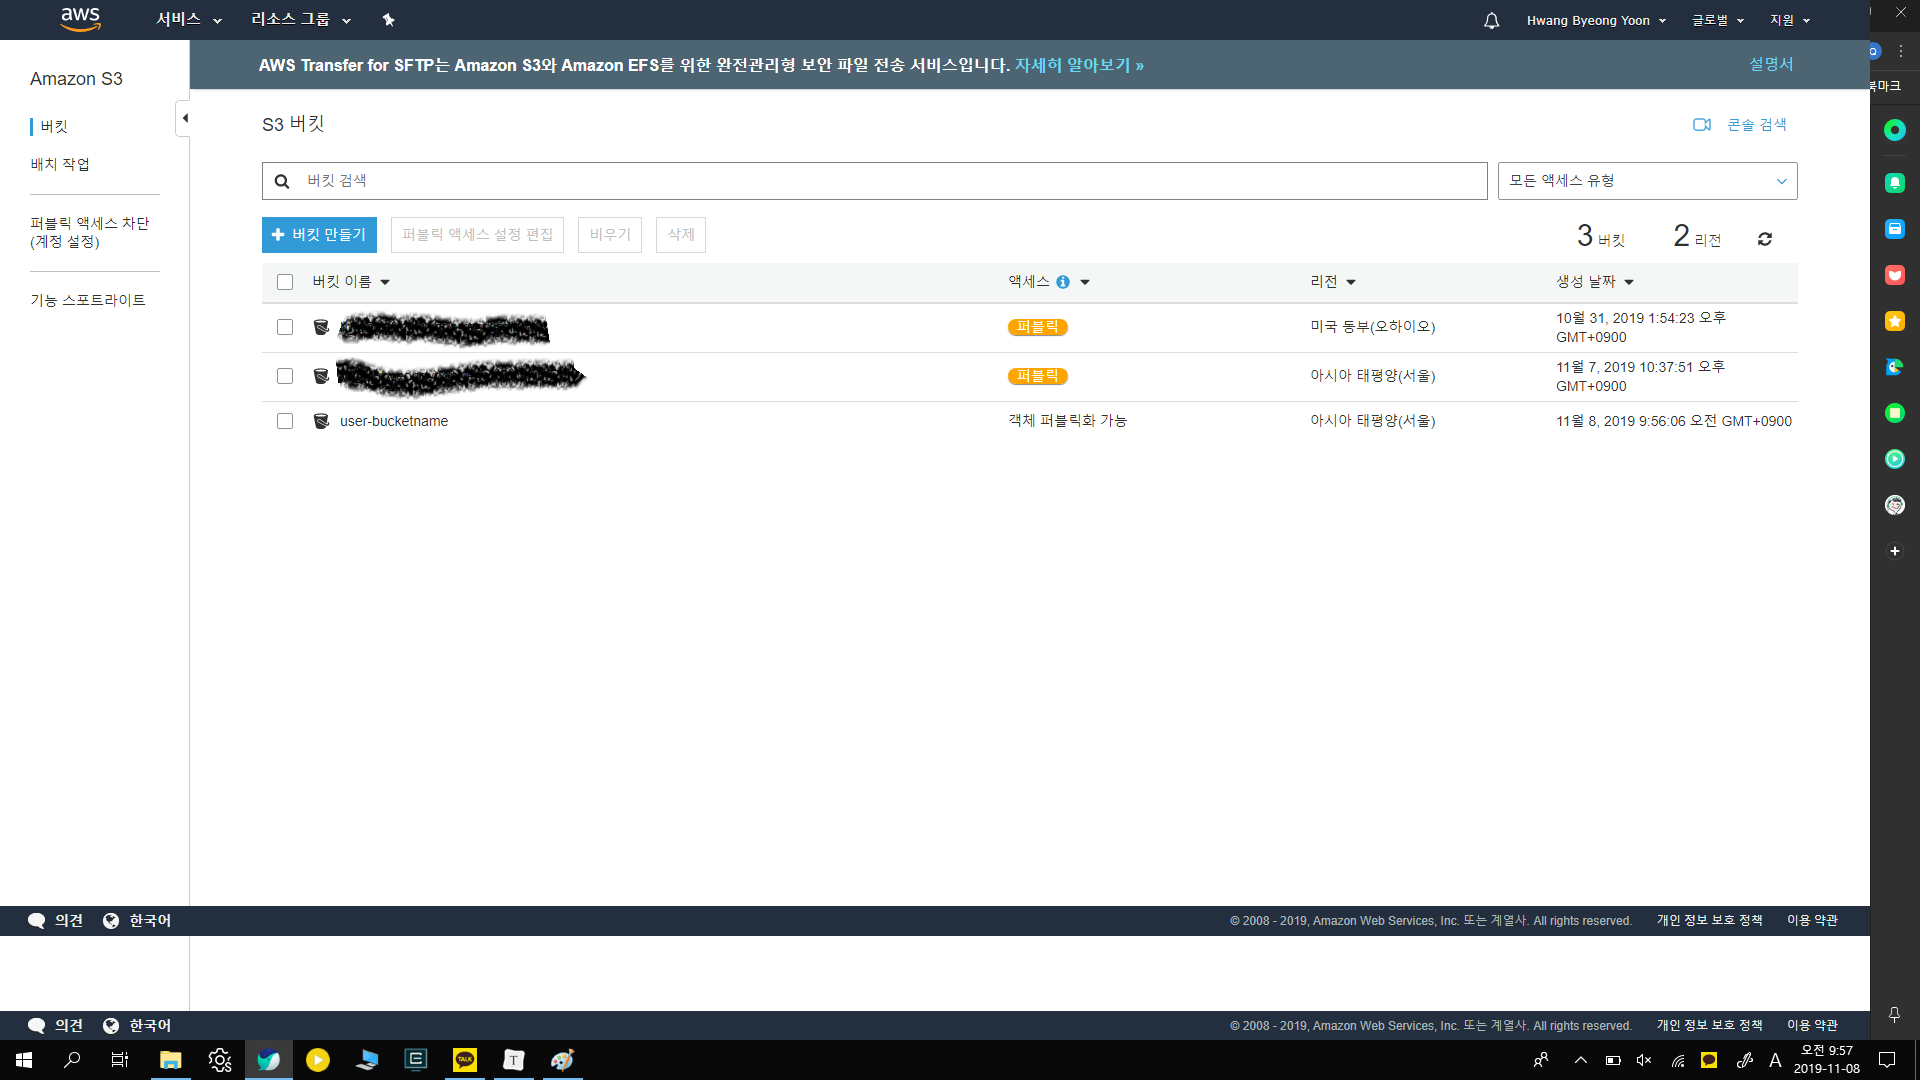 aws 서비스 리소스 그룹 Hwang Byeong Yoon 글로벌 지원
Amazon S3
버킷
배치 작업
퍼블릭 액세스 차단
(계정 설정)
기능 스포트라이트
AWS Transfer for SFTP는 Amazon S3와 Amazon EFS를 위한 완전관리형 보안 파일 전송 서비스입니다. 자세히 알아보기 » 설명서
S3 버킷 콘솔 검색
버킷 검색 모든 액세스 유형
버킷 만들기 퍼블릭 액세스 설정 편집 비우기 삭제 3 버킷 2 리전
버킷 이름 액세스 리전 생성 날짜
퍼블릭 미국 동부(오하이오) 10월 31, 2019 1:54:23 오후
GMT+0900
퍼블릭 아시아 태평양(서울) 11월 7, 2019 10:37:51 오후
GMT+0900
user-bucketname 객체 퍼블릭화 가능 아시아 태평양(서울) 11월 8, 2019 9:56:06 오전 GMT+0900
의견 한국어 © 2008 - 2019, Amazon Web Services, Inc. 또는 계열사. All rights reserved. 개인 정보 보호 정책 이용 약관
의견 한국어 © 2008 - 2019, Amazon Web Services, Inc. 또는 계열사. All rights reserved. 개인 정보 보호 정책 이용 약관
TALK T A 오전 9:57
2019-11-08